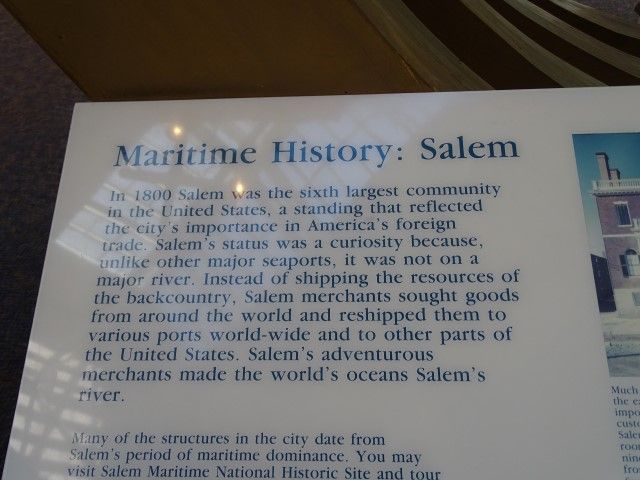 Maritime History: Salem
In 1800 Salem was the sixth largest community
in the United States, a standing that reflected
the city's importance in America's foreign
trade. Salem's status was a curiosity because,
unlike other major seaports, it was not on a
major river. Instead of shipping the resources of
the backcountry, Salem merchants sought goods
from around the world and reshipped them to
various ports world-wide and to other parts of
the United States. Salem's adventurous
merchants made the world's oceans Salem's
river.
Many of the structures in the city date from
Salem's period of maritime dominance. You may
visit Salem Maritime National Historic Site and tour
Much
the